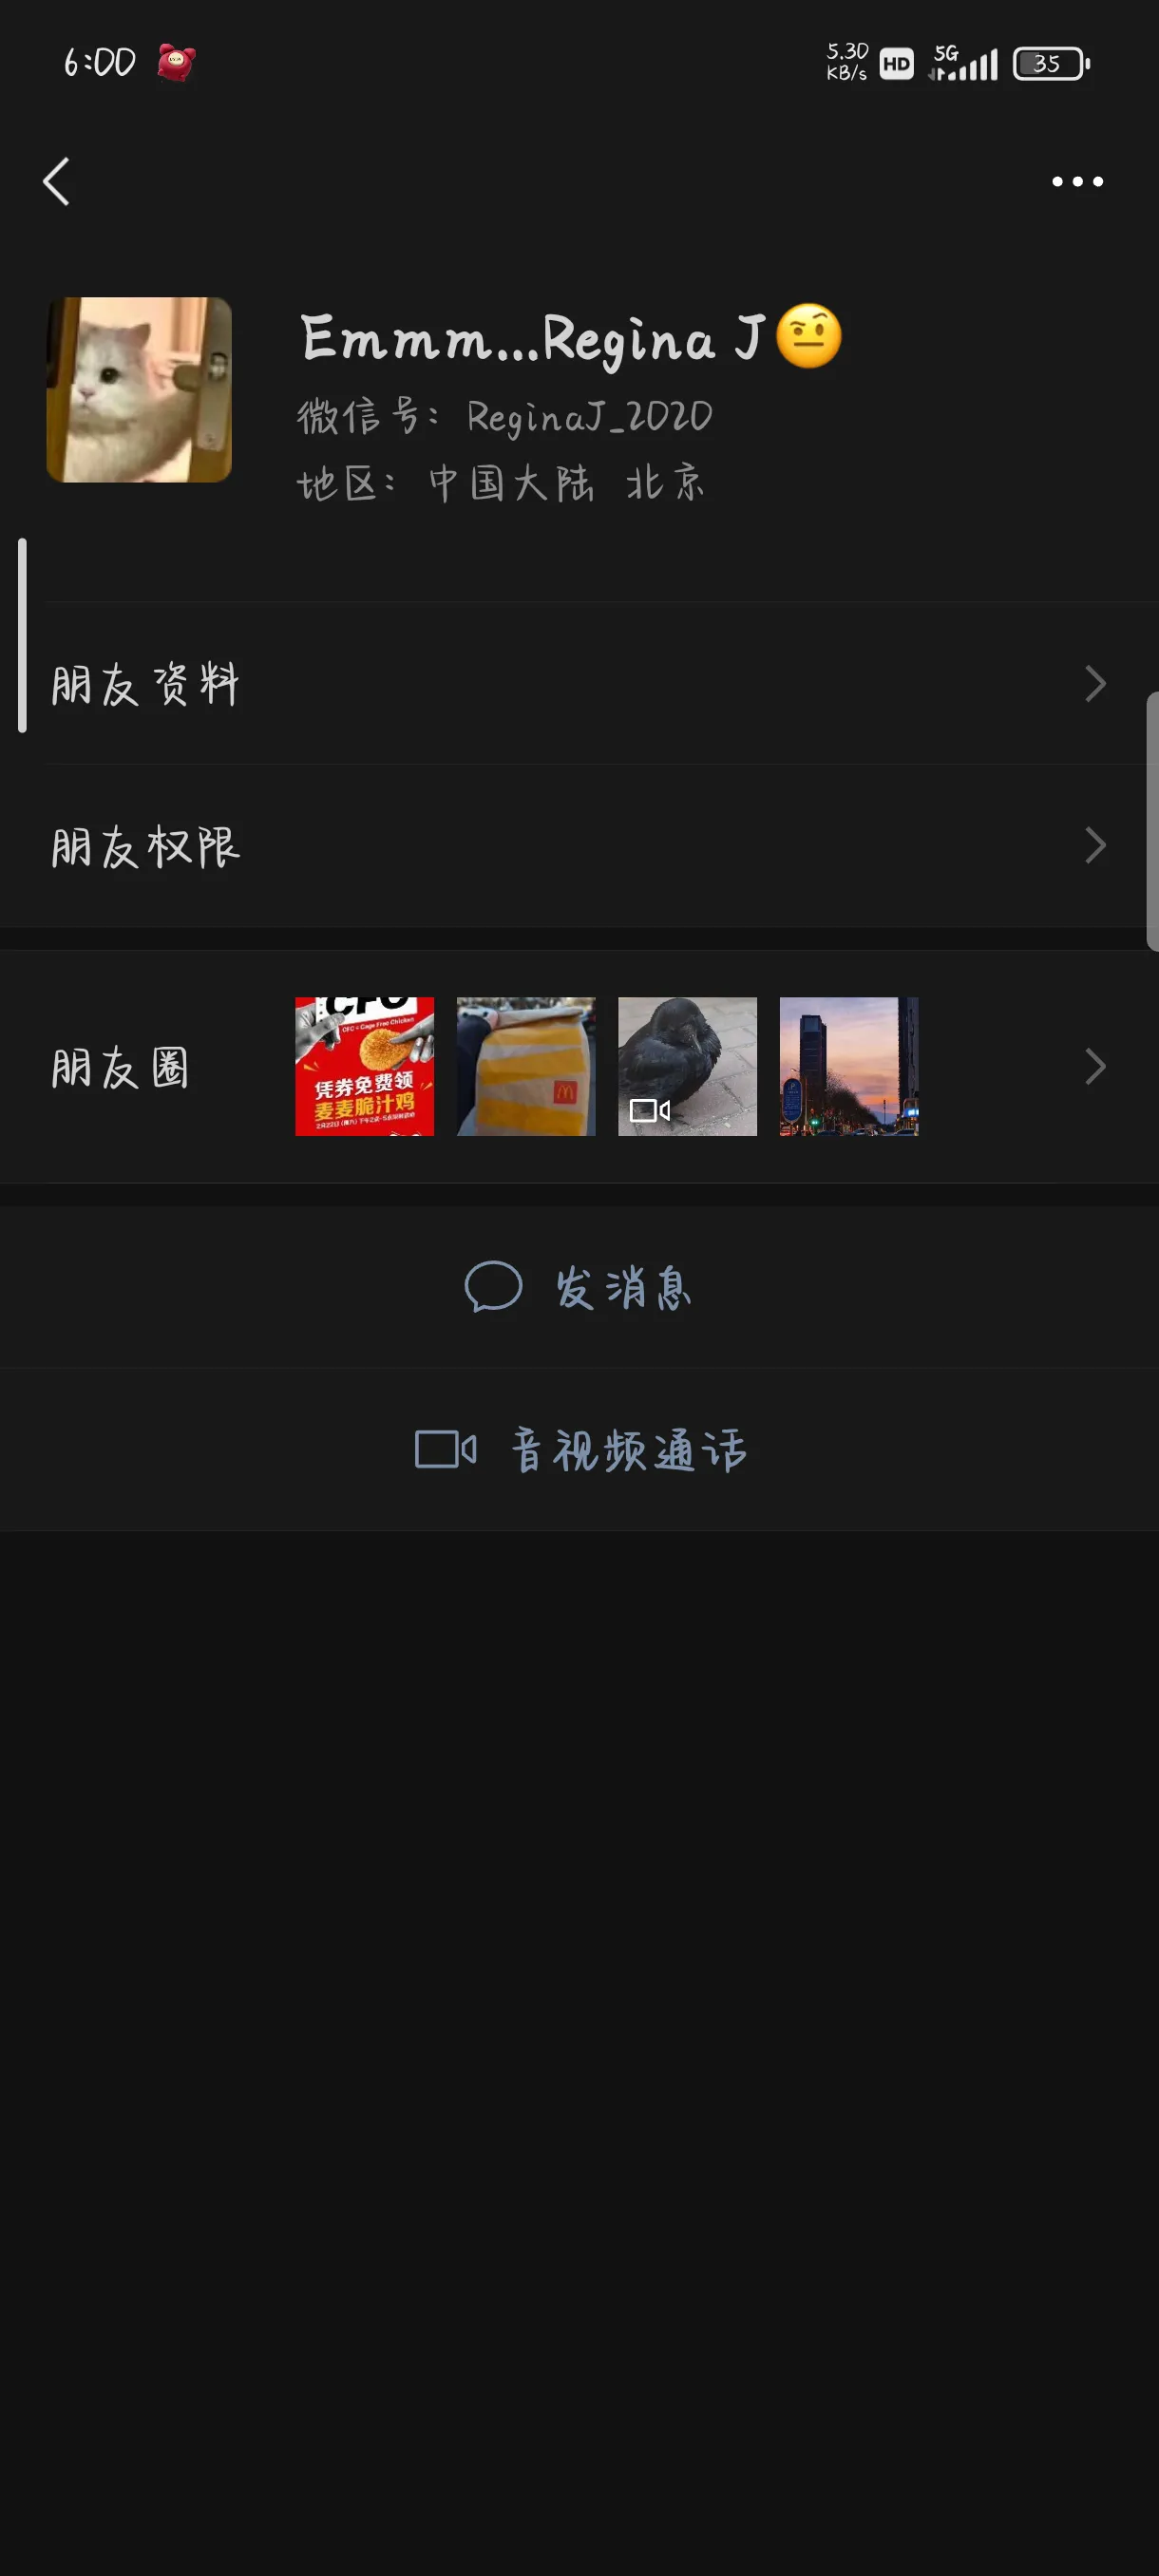 6:00
5.30 KB/s HD 5G 35
Emmm...Regina J🤨
微信号: ReginaJ_2020
地区: 中国大陆 北京
朋友资料
朋友权限
朋友圈
CFC = Cage Free Chicken
凭券免费领
麦麦脆汁鸡
发消息
音视频通话